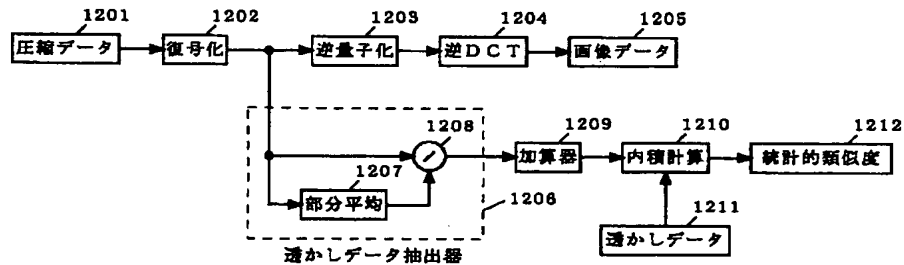 1201
1202
1203
1204
1205
圧縮データ
復号化
逆量子化
逆DCT
画像データ
1208
1209
1210
1212
加算器
内積計算
統計的類似度
1207
部分平均
1206
1211
透かしデータ
透かしデータ抽出器